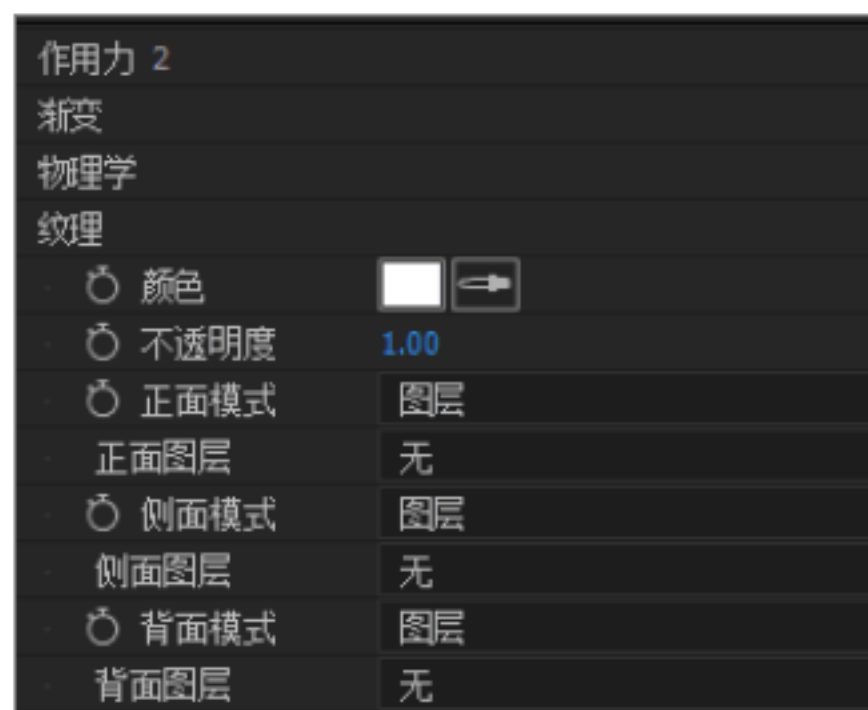 作用力 2
渐变
物理学
纹理
颜色
不透明度 1.00
正面模式 图层
正面图层 无
侧面模式 图层
侧面图层 无
背面模式 图层
背面图层 无